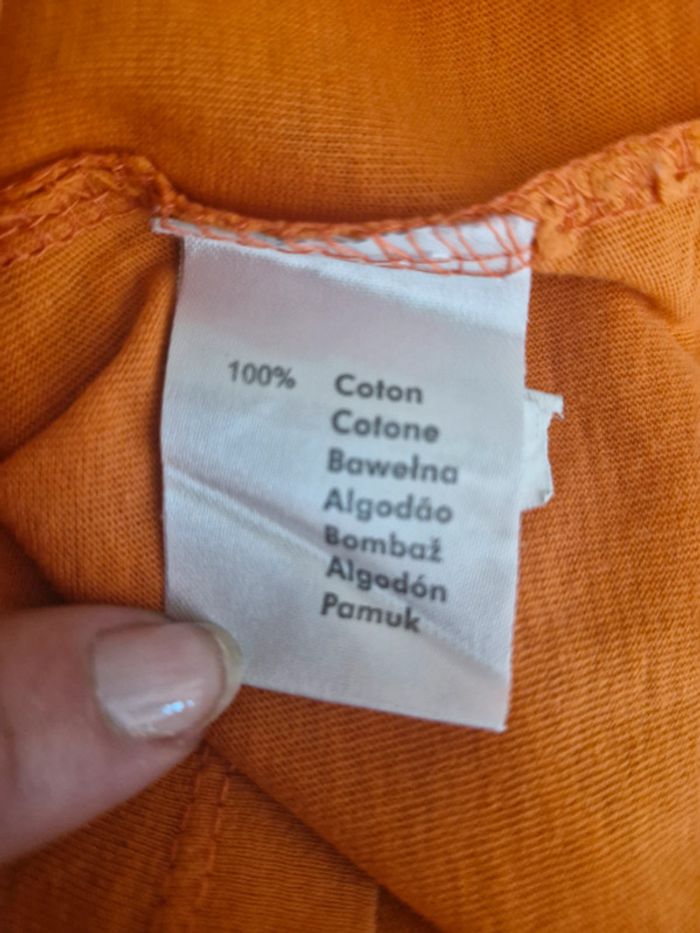 100% Coton
Cotone
Bawełna
Algodão
Bombaž
Algodón
Pamuk